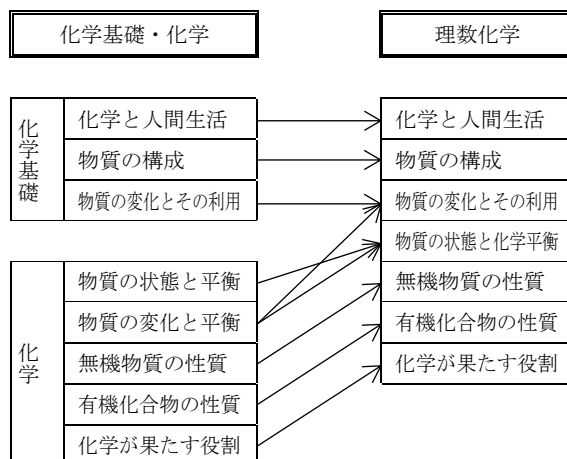 化学基礎・化学
理数化学
化学基礎
化学と人間生活
物質の構成
物質の変化とその利用
化学
物質の状態と平衡
物質の変化と平衡
無機物質の性質
有機化合物の性質
化学が果たす役割
化学と人間生活
物質の構成
物質の変化とその利用
物質の状態と化学平衡
無機物質の性質
有機化合物の性質
化学が果たす役割